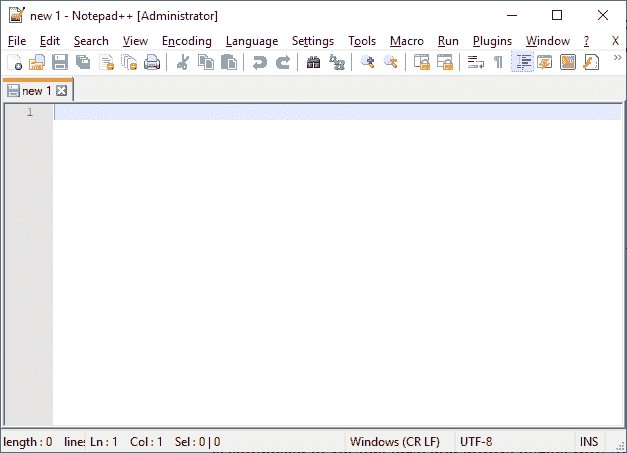 new 1 - Notepad++ [Administrator]
File Edit Search View Encoding Language Settings Tools Macro Run Plugins Window ? X
new 1
1
length : 0 lines Ln : 1 Col : 1 Sel : 0 | 0 Windows (CR LF) UTF-8 INS